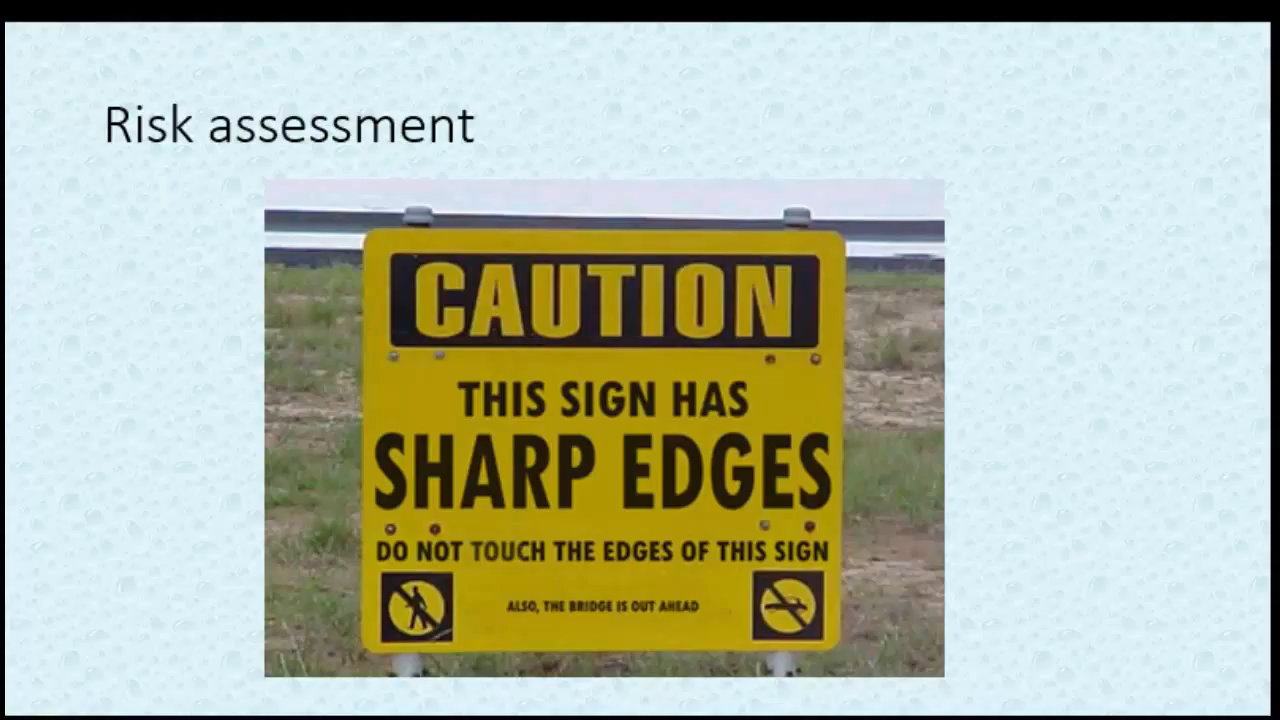 Risk assessment
CAUTION
THIS SIGN HAS
SHARP EDGES
DO NOT TOUCH THE EDGES OF THIS SIGN
ALSO, THE BRIDGE IS OUT AHEAD